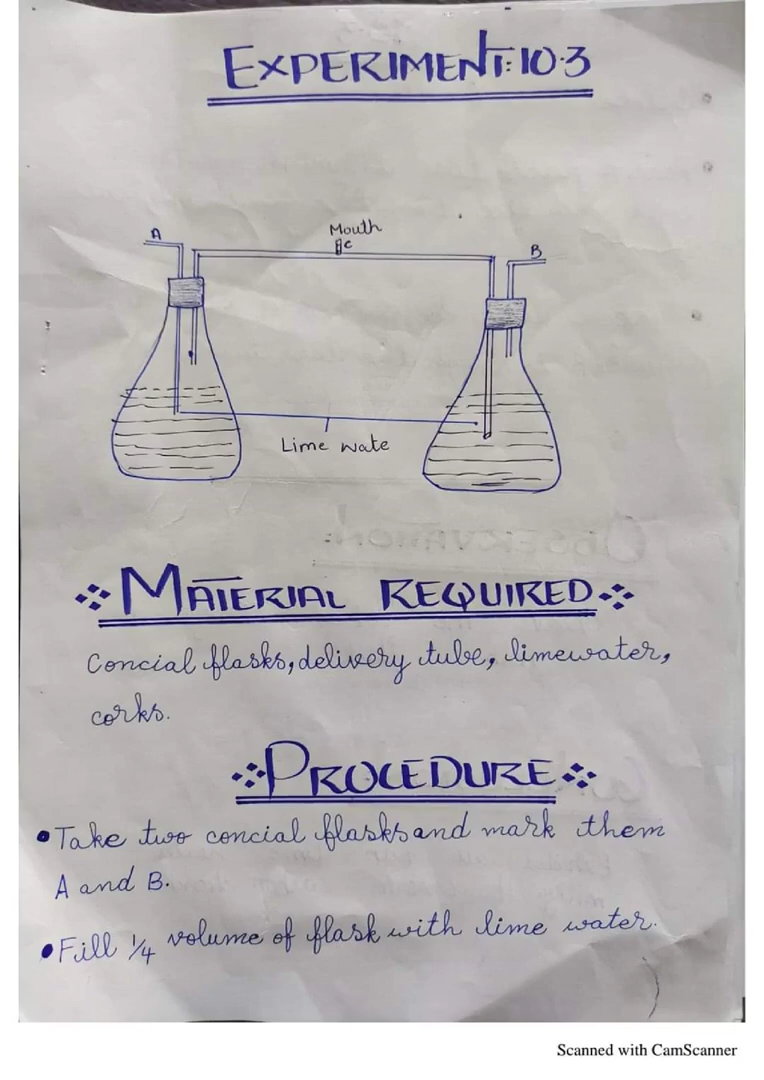 EXPERIMENT:10.3
A
Mouth
c
B
Lime wate
OBSERVATION:
MATERIAL REQUIRED
Concial flasks, delivery tube, limewater,
corks.
PROCEDURE
• Take two concial flasks and mark them
A and B.
• Fill 1/4 volume of flask with lime water.
Scanned with CamScanner